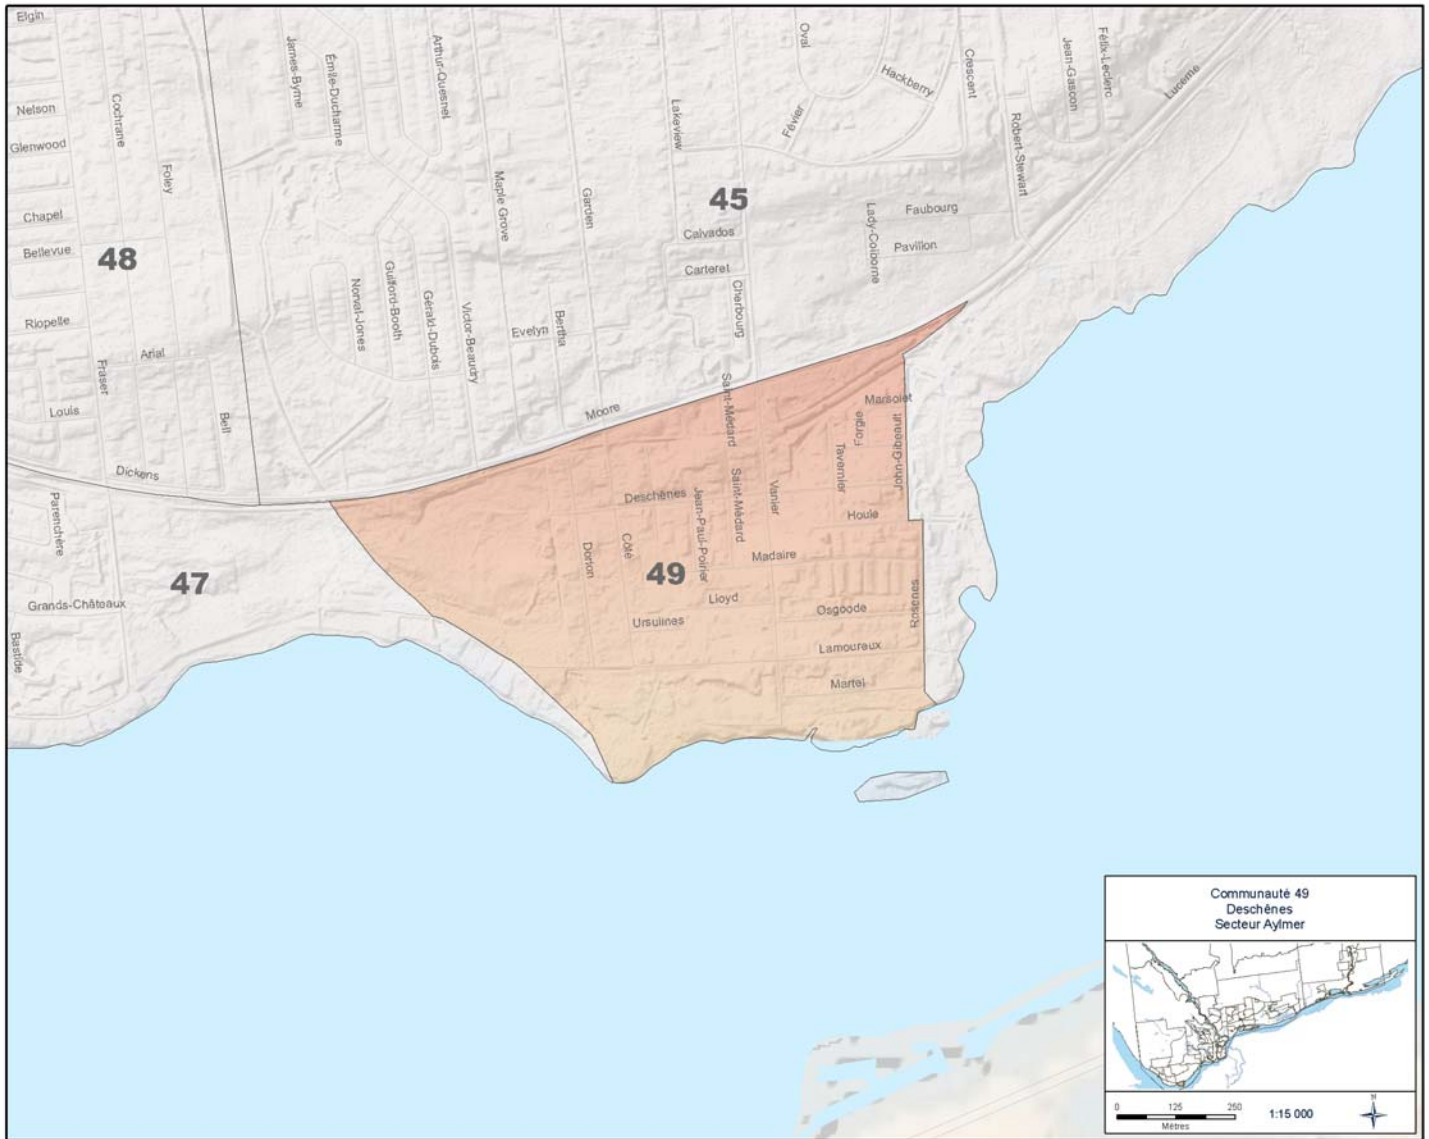 Elgin
James-Byrne
Émile-Ducharme
Arthur-Quesnel
Oval
Hackberry
Crescent
Jean-Gascon
Félix-Leclerc
Lucerne
Nelson
Cochrane
Lakeview
Févier
Robert-Stewart
Glenwood
Foley
Maple Grove
Garden
45
Lady-Colborne
Faubourg
Chapel
Calvados
Pavillon
Bellevue
48
Carteret
Norval-Jones
Guilford-Booth
Gérald-Dubois
Victor-Beaudry
Evelyn
Bertha
Cherbourg
Riopelle
Arial
Fraser
Louis
Bell
Moore
Saint-Médard
Marsolet
Forgie
Tavernier
Dickens
Parenchère
Deschênes
Jean-Paul-Poirier
Saint-Médard
Vanier
Houle
Dorion
Côté
Madaire
47
49
Grands-Châteaux
Lloyd
Osgoode
Rosenes
Bastide
Ursulines
Lamoureux
Martel
Communauté 49
Deschênes
Secteur Aylmer
0 125 250
Mètres
1:15 000
N